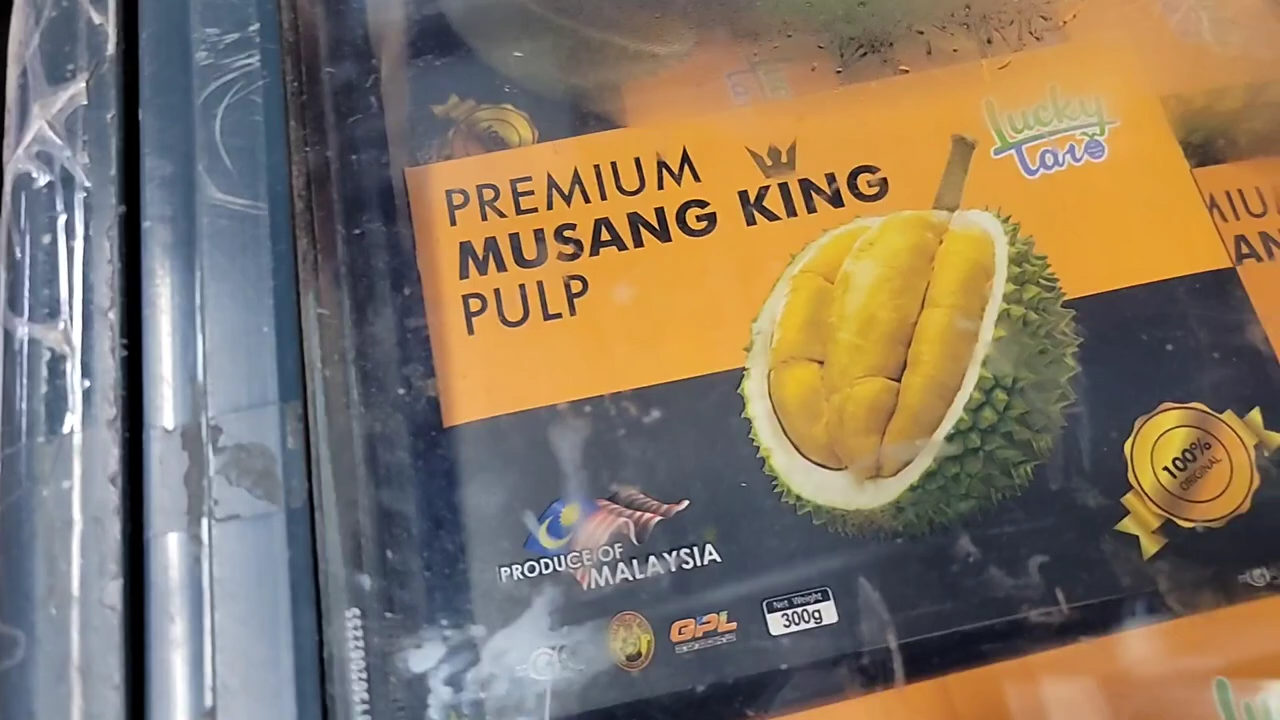 Lucky
Taro
PREMIUM
MUSANG KING
PULP
100%
ORIGINAL
PRODUCE OF
MALAYSIA
GPL
Net Weight
300g